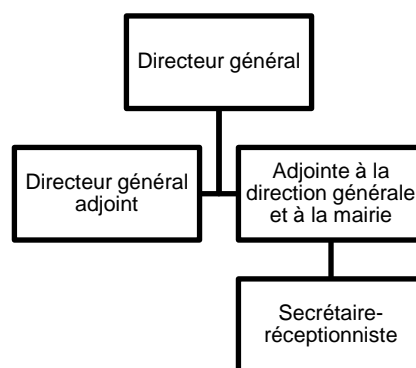 Directeur général
Directeur général
adjoint
Adjointe à la
direction générale
et à la mairie
Secrétaire-
réceptionniste